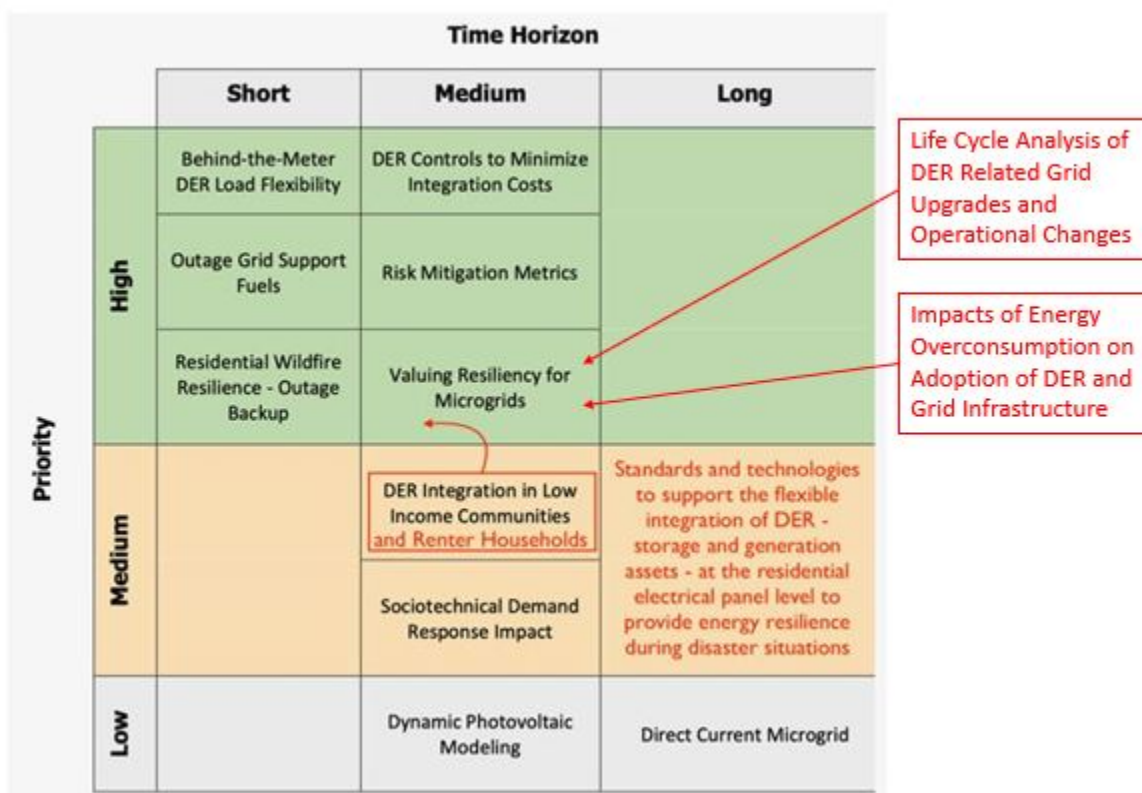 Time Horizon
Short
Medium
Long
Priority
High
Behind-the-Meter
DER Load Flexibility
DER Controls to Minimize
Integration Costs
Outage Grid Support
Fuels
Risk Mitigation Metrics
Residential Wildfire
Resilience - Outage
Backup
Valuing Resiliency for
Microgrids
Medium
DER Integration in Low
Income Communities
and Renter Households
Standards and technologies
to support the flexible
integration of DER -
storage and generation
assets - at the residential
electrical panel level to
provide energy resilience
during disaster situations
Sociotechnical Demand
Response Impact
Low
Dynamic Photovoltaic
Modeling
Direct Current Microgrid
Life Cycle Analysis of
DER Related Grid
Upgrades and
Operational Changes
Impacts of Energy
Overconsumption on
Adoption of DER and
Grid Infrastructure